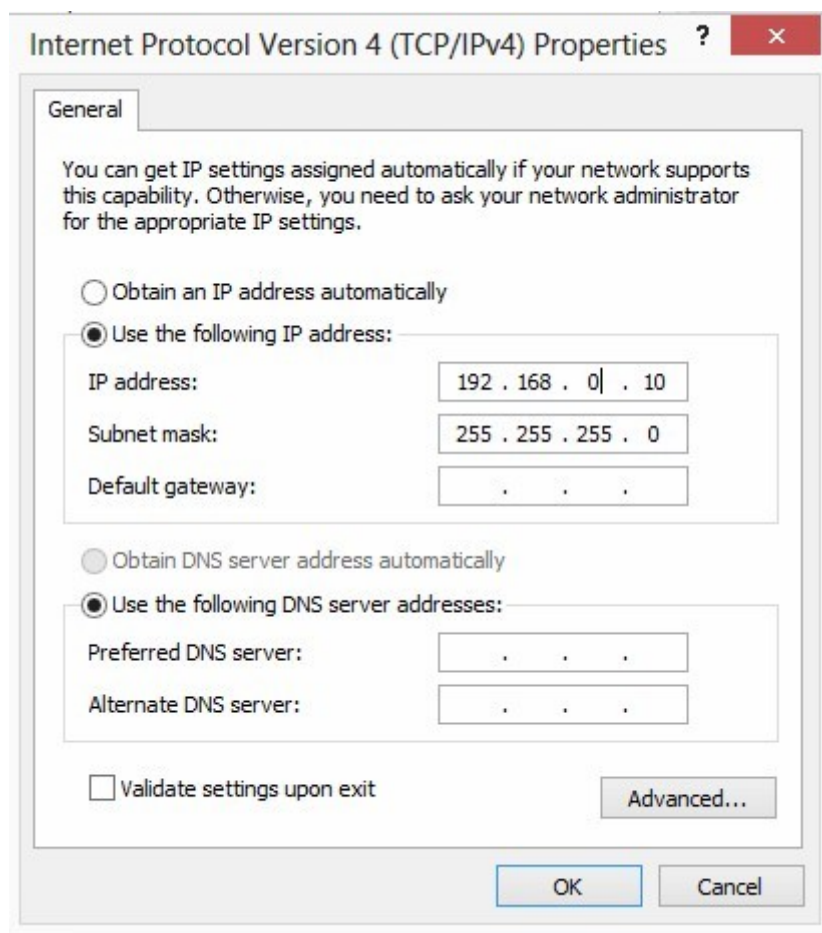 Internet Protocol Version 4 (TCP/IPv4) Properties ? ×
General
You can get IP settings assigned automatically if your network supports
this capability. Otherwise, you need to ask your network administrator
for the appropriate IP settings.
Obtain an IP address automatically
Use the following IP address:
IP address: 192 . 168 . 0 . 10
Subnet mask: 255 . 255 . 255 . 0
Default gateway: . . .
Obtain DNS server address automatically
Use the following DNS server addresses:
Preferred DNS server: . . .
Alternate DNS server: . . .
Validate settings upon exit
Advanced...
OK Cancel